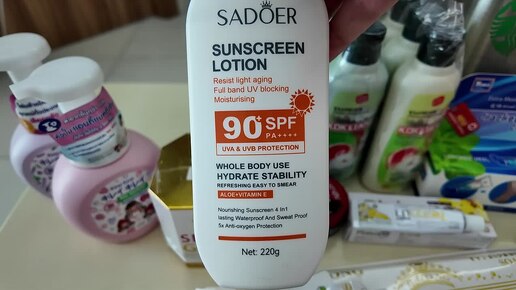 SADOER
SUNSCREEN
LOTION
Resist light aging
Full band UV blocking
Moisturising
90+ SPF
PA++++
UVA & UVB PROTECTION
WHOLE BODY USE
HYDRATE STABILITY
REFRESHING EASY TO SMEAR
ALOE+VITAMIN E
Nourishing Sunscreen 4 in1
lasting Waterproof And Sweat Proof
5x Anti-oxygen Protection
Net: 220g